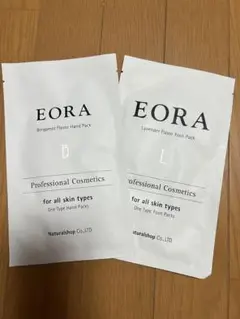 EORA
Bergamot Flavor Hand Pack
B
Professional Cosmetics
for all skin types
One Type Hand Packs
Naturalshop Co.,LTD
EORA
Lavender Flavor Foot Pack
L
Professional Cosmetics
for all skin types
One Type Foot Packs
Naturalshop Co.,LTD